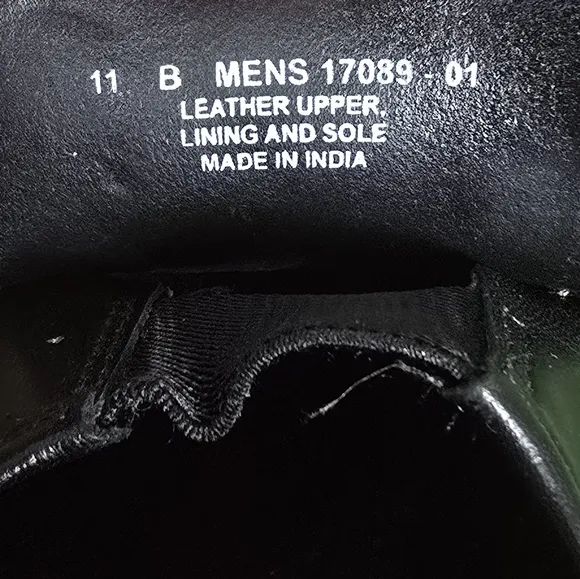 11 B MENS 17089 - 01
LEATHER UPPER,
LINING AND SOLE
MADE IN INDIA